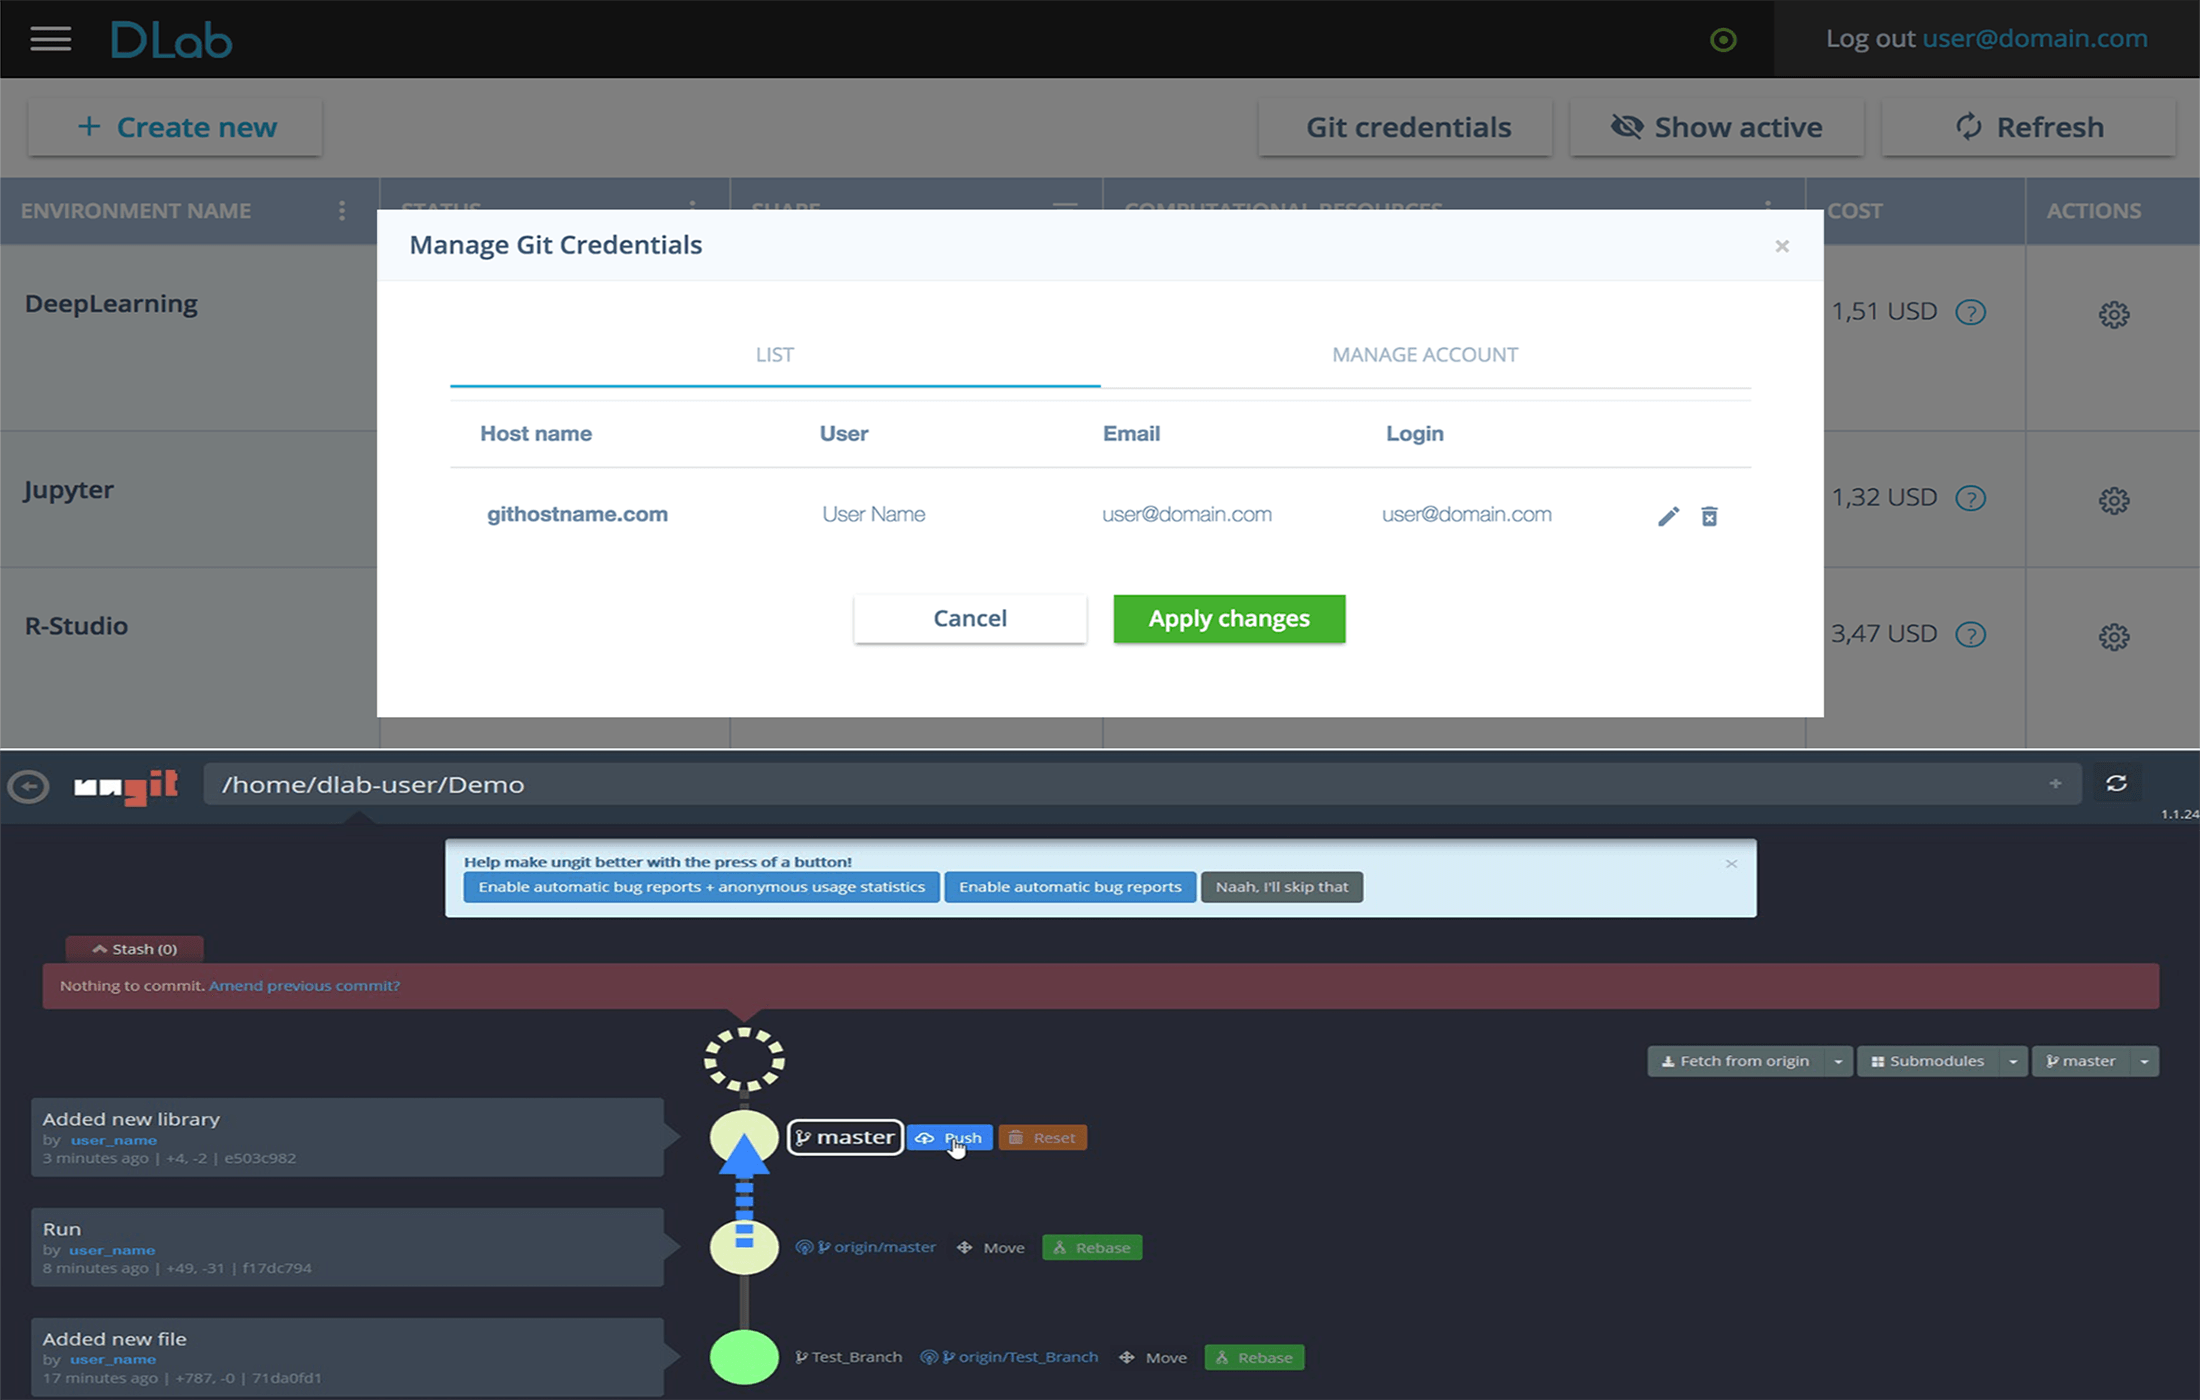 DLab
Log out user@domain.com
+ Create new
Git credentials
Show active
Refresh
ENVIRONMENT NAME
STATUS
SHAPE
COMPUTATIONAL RESOURCES
COST
ACTIONS
Manage Git Credentials
DeepLearning
1,51 USD ?
LIST
MANAGE ACCOUNT
Host name User Email Login
Jupyter
1,32 USD ?
githostname.com User Name user@domain.com user@domain.com
Cancel
Apply changes
R-Studio
3,47 USD ?
ungit
/home/dlab-user/Demo
+
1.1.24
Help make ungit better with the press of a button!
Enable automatic bug reports + anonymous usage statistics
Enable automatic bug reports
Naah, I'll skip that
Stash (0)
Nothing to commit. Amend previous commit?
Fetch from origin
Submodules
master
Added new library
by user_name
3 minutes ago | +4, -2 | e503c982
master
Push
Reset
Run
by user_name
8 minutes ago | +49, -31 | f17dc794
origin/master
Move
Rebase
Added new file
by user_name
17 minutes ago | +787, -0 | 71da0fd1
Test_Branch
origin/Test_Branch
Move
Rebase